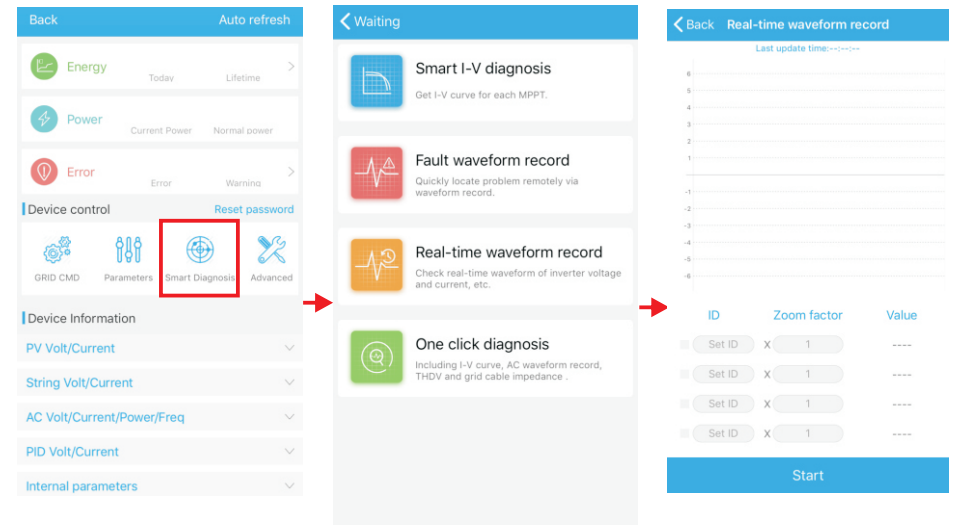 Back Auto refresh
Energy
Today Lifetime
Power
Current Power Normal power
Error
Error Warning
Device control Reset password
GRID CMD Parameters Smart Diagnosis Advanced
Device Information
PV Volt/Current
String Volt/Current
AC Volt/Current/Power/Freq
PID Volt/Current
Internal parameters
Waiting
Smart I-V diagnosis
Get I-V curve for each MPPT.
Fault waveform record
Quickly locate problem remotely via
waveform record.
Real-time waveform record
Check real-time waveform of inverter voltage
and current, etc.
One click diagnosis
Including I-V curve, AC waveform record,
THDV and grid cable impedance .
Back Real-time waveform record
Last update time:--:--:--
6
5
4
3
2
1
-1
-2
-3
-4
-5
-6
ID Zoom factor Value
Set ID X 1 ----
Set ID X 1 ----
Set ID X 1 ----
Set ID X 1 ----
Start